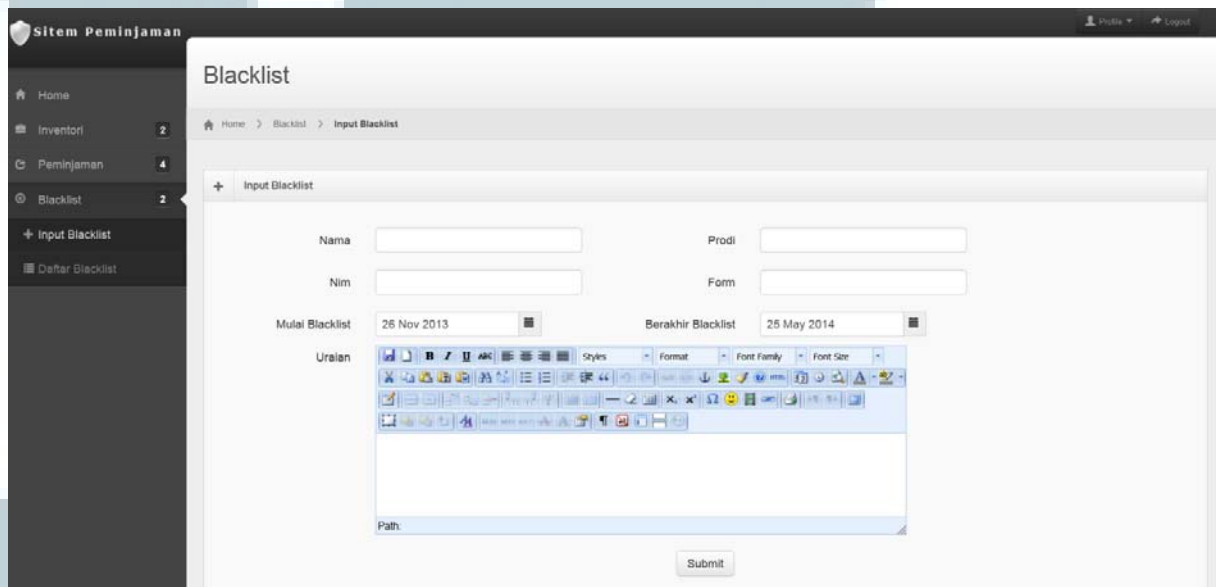 Sitem Peminjaman
Profile
Logout
Blacklist
Home
Inventori 2
Peminjaman 4
Blacklist 2
Input Blacklist
Daftar Blacklist
Home > Blacklist > Input Blacklist
+ Input Blacklist
Nama
Prodi
Nim
Form
Mulai Blacklist 26 Nov 2013
Berakhir Blacklist 25 May 2014
Uraian
B I U ABC Styles Format Font Family Font Size
HTML
Path:
Submit